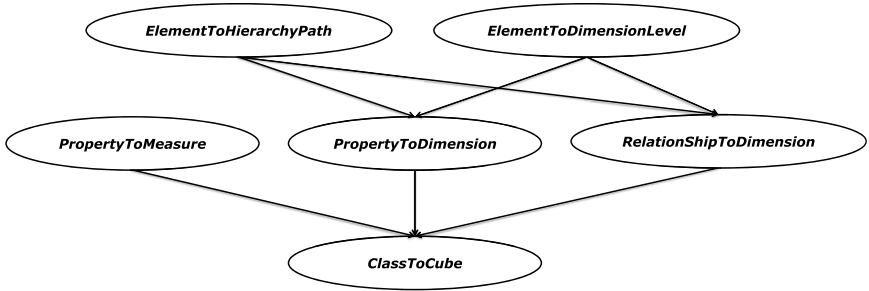 ElementToHierarchyPath
ElementToDimensionLevel
PropertyToMeasure
PropertyToDimension
RelationShipToDimension
ClassToCube